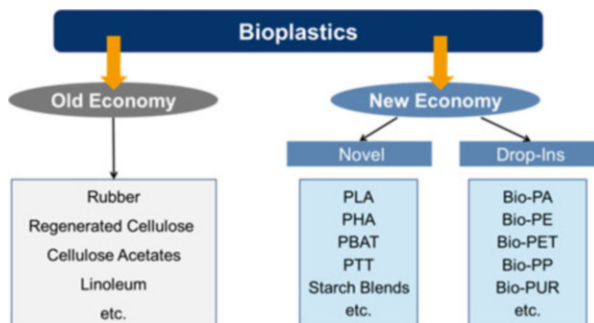 Bioplastics
Old Economy
New Economy
Novel
Drop-Ins
Rubber
Regenerated Cellulose
Cellulose Acetates
Linoleum
etc.
PLA
PHA
PBAT
PTT
Starch Blends
etc.
Bio-PA
Bio-PE
Bio-PET
Bio-PP
Bio-PUR
etc.